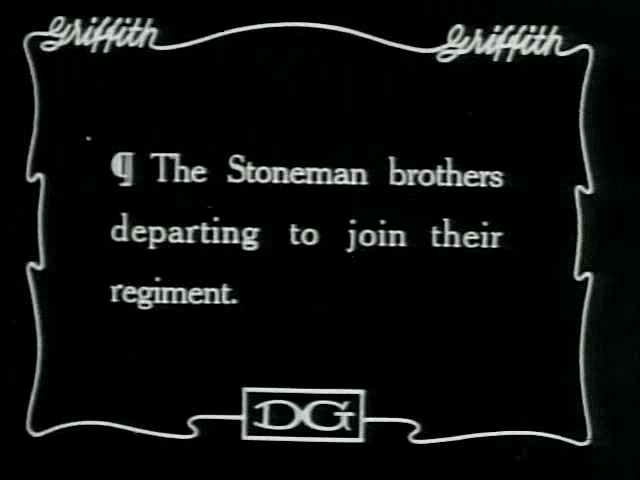 Griffith Griffith
¶ The Stoneman brothers
departing to join their
regiment.
DG